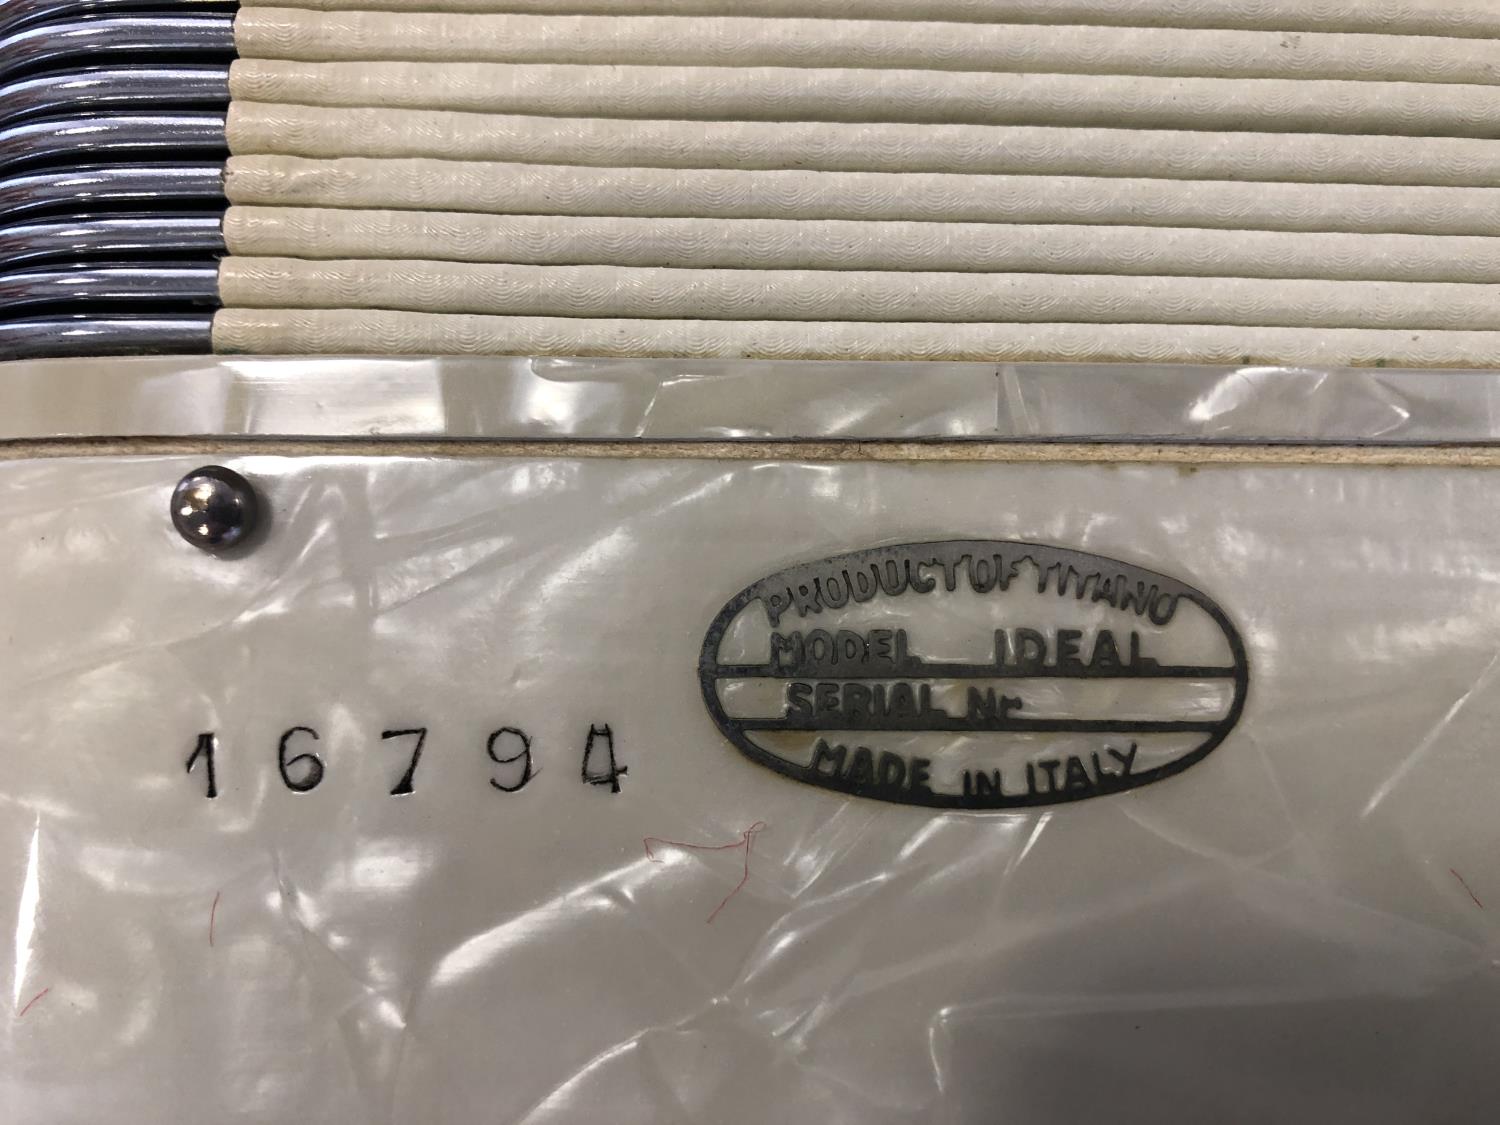 16794
PRODUCT OF TITANO
MODEL IDEAL
SERIAL Nr
MADE IN ITALY